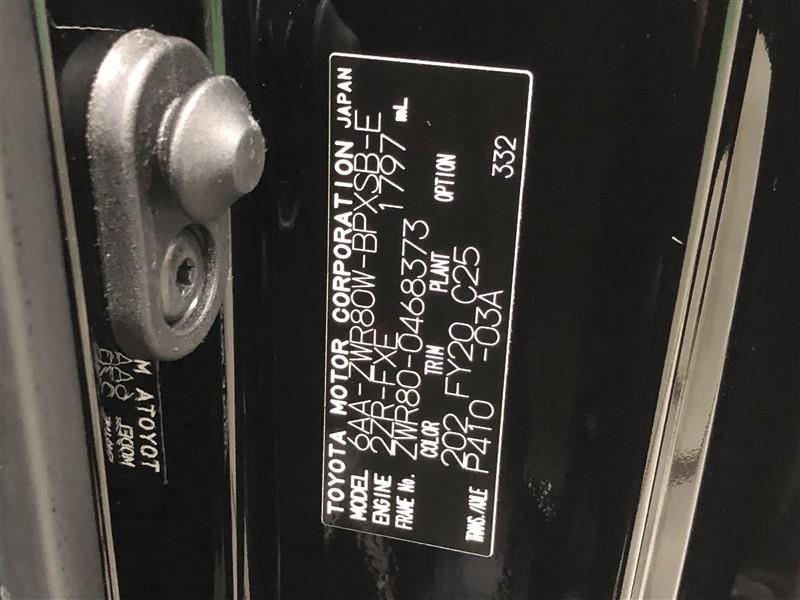 TOYOTA MOTOR CORPORATION JAPAN
MODEL 6AA-ZWR80W-BPXSB-E
ENGINE 2ZR-FXE 1797 mL
FRAME No. ZWR80-0468373
COLOR TRIM PLANT OPTION
202 FY20 C25
TRANS./AXLE P410 -03A 332